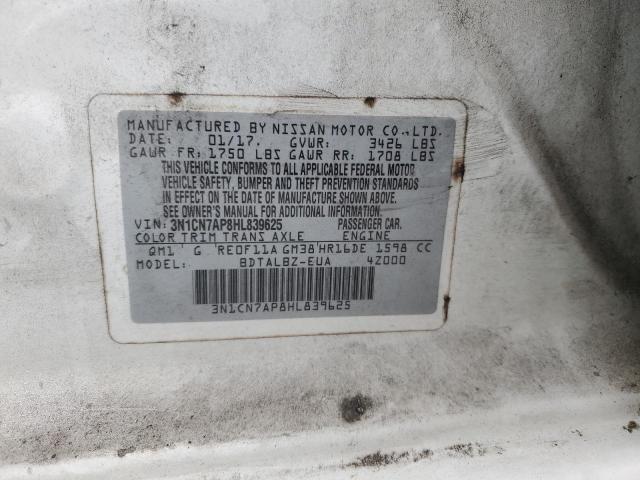 MANUFACTURED BY NISSAN MOTOR CO.,LTD.
DATE: 01/17. GVWR: 3426 LBS
GAWR FR: 1750 LBS GAWR RR: 1708 LBS
THIS VEHICLE CONFORMS TO ALL APPLICABLE FEDERAL MOTOR
VEHICLE SAFETY, BUMPER AND THEFT PREVENTION STANDARDS
IN EFFECT ON THE DATE OF MANUFACTURE SHOWN ABOVE.
SEE OWNER'S MANUAL FOR ADDITIONAL INFORMATION.
VIN: 3N1CN7AP8HL839625 PASSENGER CAR.
COLOR TRIM TRANS AXLE ENGINE
QM1 G RE0F11A GM38 HR16DE 1598 CC
MODEL: BDTALBZ-EUA 4Z000
3N1CN7AP8HL839625